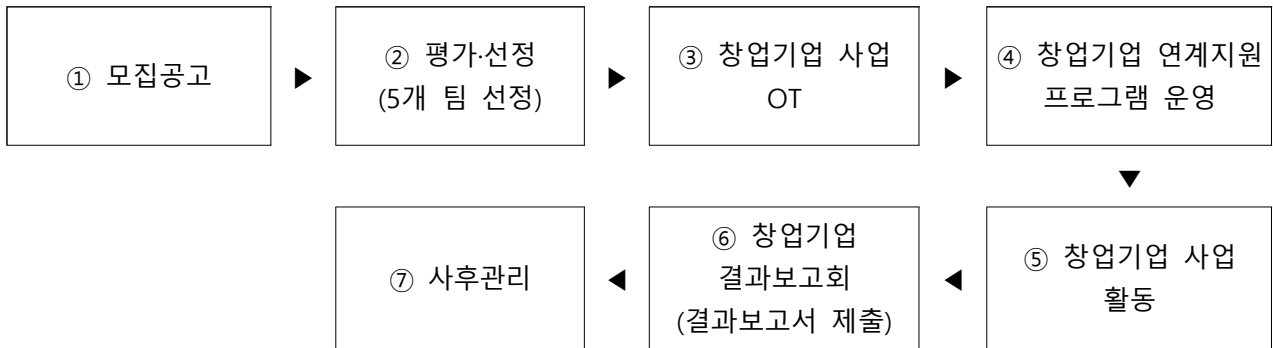 ① 모집공고
▶
② 평가·선정
(5개 팀 선정)
▶
③ 창업기업 사업
OT
▶
④ 창업기업 연계지원
프로그램 운영
▼
⑤ 창업기업 사업
활동
◀
⑥ 창업기업
결과보고회
(결과보고서 제출)
◀
⑦ 사후관리